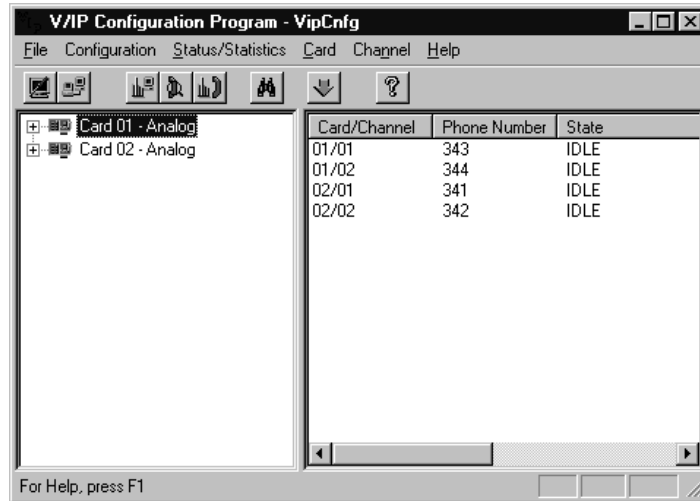 V/IP Configuration Program - VipCnfg
File Configuration Status/Statistics Card Channel Help
Card 01 - Analog
Card 02 - Analog
Card/Channel Phone Number State
01/01 343 IDLE
01/02 344 IDLE
02/01 341 IDLE
02/02 342 IDLE
For Help, press F1